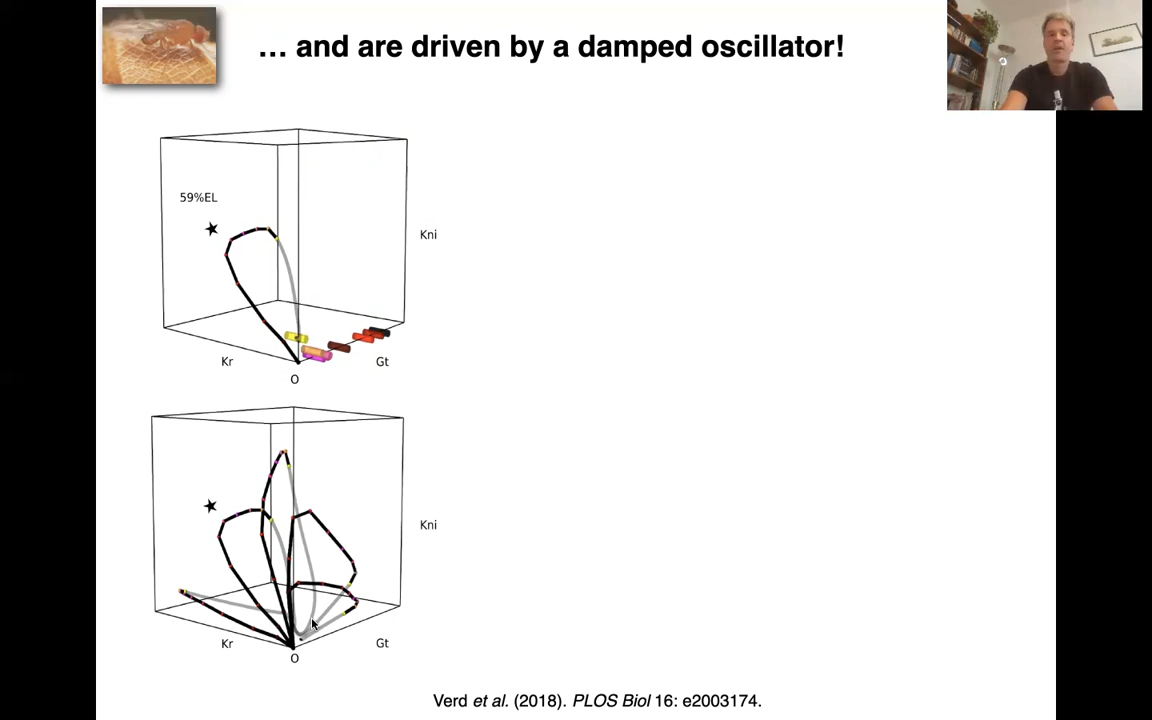 ... and are driven by a damped oscillator!
59%EL
Kni
Kr
Gt
O
Kni
Kr
Gt
O
Verd et al. (2018). PLOS Biol 16: e2003174.